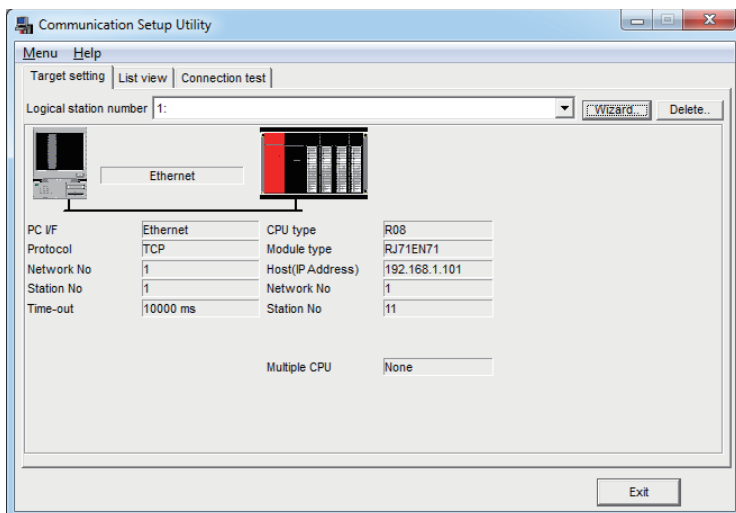 Communication Setup Utility
Menu Help
Target setting List view Connection test
Logical station number 1: Wizard.. Delete..
Ethernet
PC I/F Ethernet CPU type R08
Protocol TCP Module type RJ71EN71
Network No 1 Host(IP Address) 192.168.1.101
Station No 1 Network No 1
Time-out 10000 ms Station No 11
Multiple CPU None
Exit